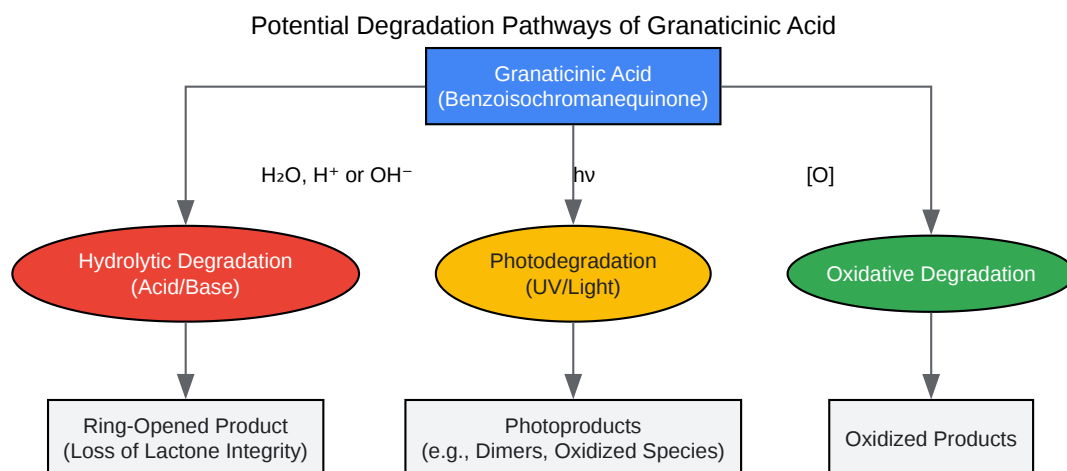 Potential Degradation Pathways of Granaticinic Acid
Granaticinic Acid
(Benzoisochromanequinone)
H₂O, H⁺ or OH⁻
hν
[O]
Hydrolytic Degradation
(Acid/Base)
Photodegradation
(UV/Light)
Oxidative Degradation
Ring-Opened Product
(Loss of Lactone Integrity)
Photoproducts
(e.g., Dimers, Oxidized Species)
Oxidized Products